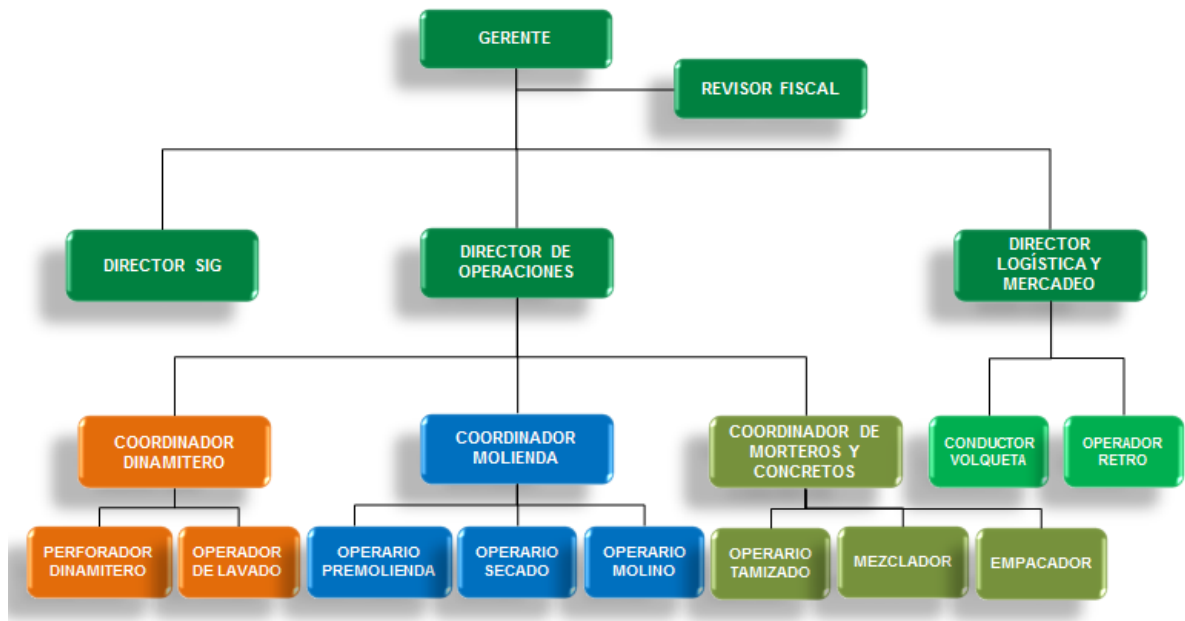 GERENTE
REVISOR FISCAL
DIRECTOR SIG
DIRECTOR DE
OPERACIONES
DIRECTOR
LOGÍSTICA Y
MERCADEO
COORDINADOR
DINAMITERO
COORDINADOR
MOLIENDA
COORDINADOR DE
MORTEROS Y
CONCRETOS
CONDUCTOR
VOLQUETA
OPERADOR
RETRO
PERFORADOR
DINAMITERO
OPERADOR
DE LAVADO
OPERARIO
PREMOLIENDA
OPERARIO
SECADO
OPERARIO
MOLINO
OPERARIO
TAMIZADO
MEZCLADOR
EMPACADOR